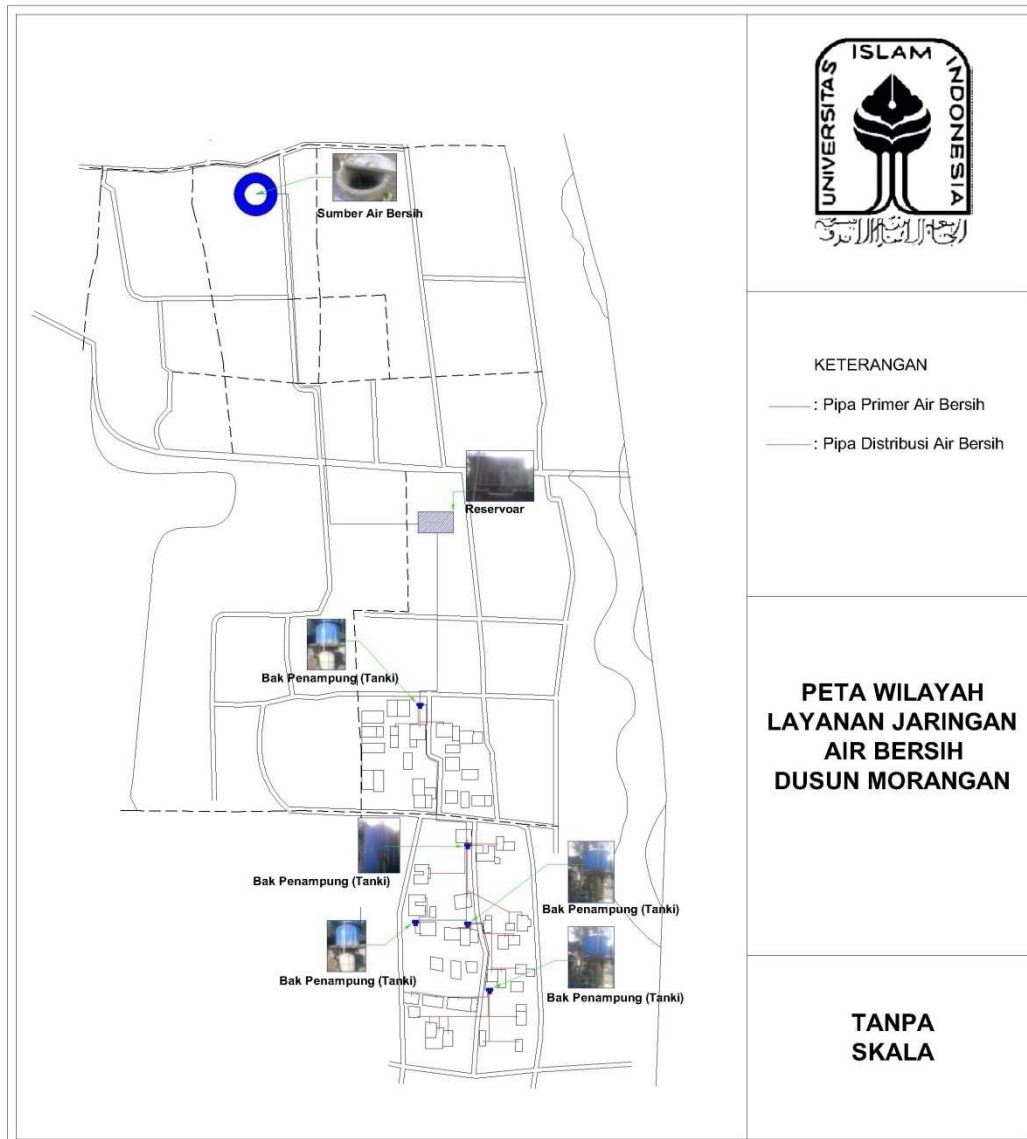 Sumber Air Bersih
Reservoar
Bak Penampung (Tanki)
Bak Penampung (Tanki)
Bak Penampung (Tanki)
Bak Penampung (Tanki)
Bak Penampung (Tanki)
UNIVERSITAS ISLAM INDONESIA
KETERANGAN
: Pipa Primer Air Bersih
: Pipa Distribusi Air Bersih
PETA WILAYAH
LAYANAN JARINGAN
AIR BERSIH
DUSUN MORANGAN
TANPA
SKALA